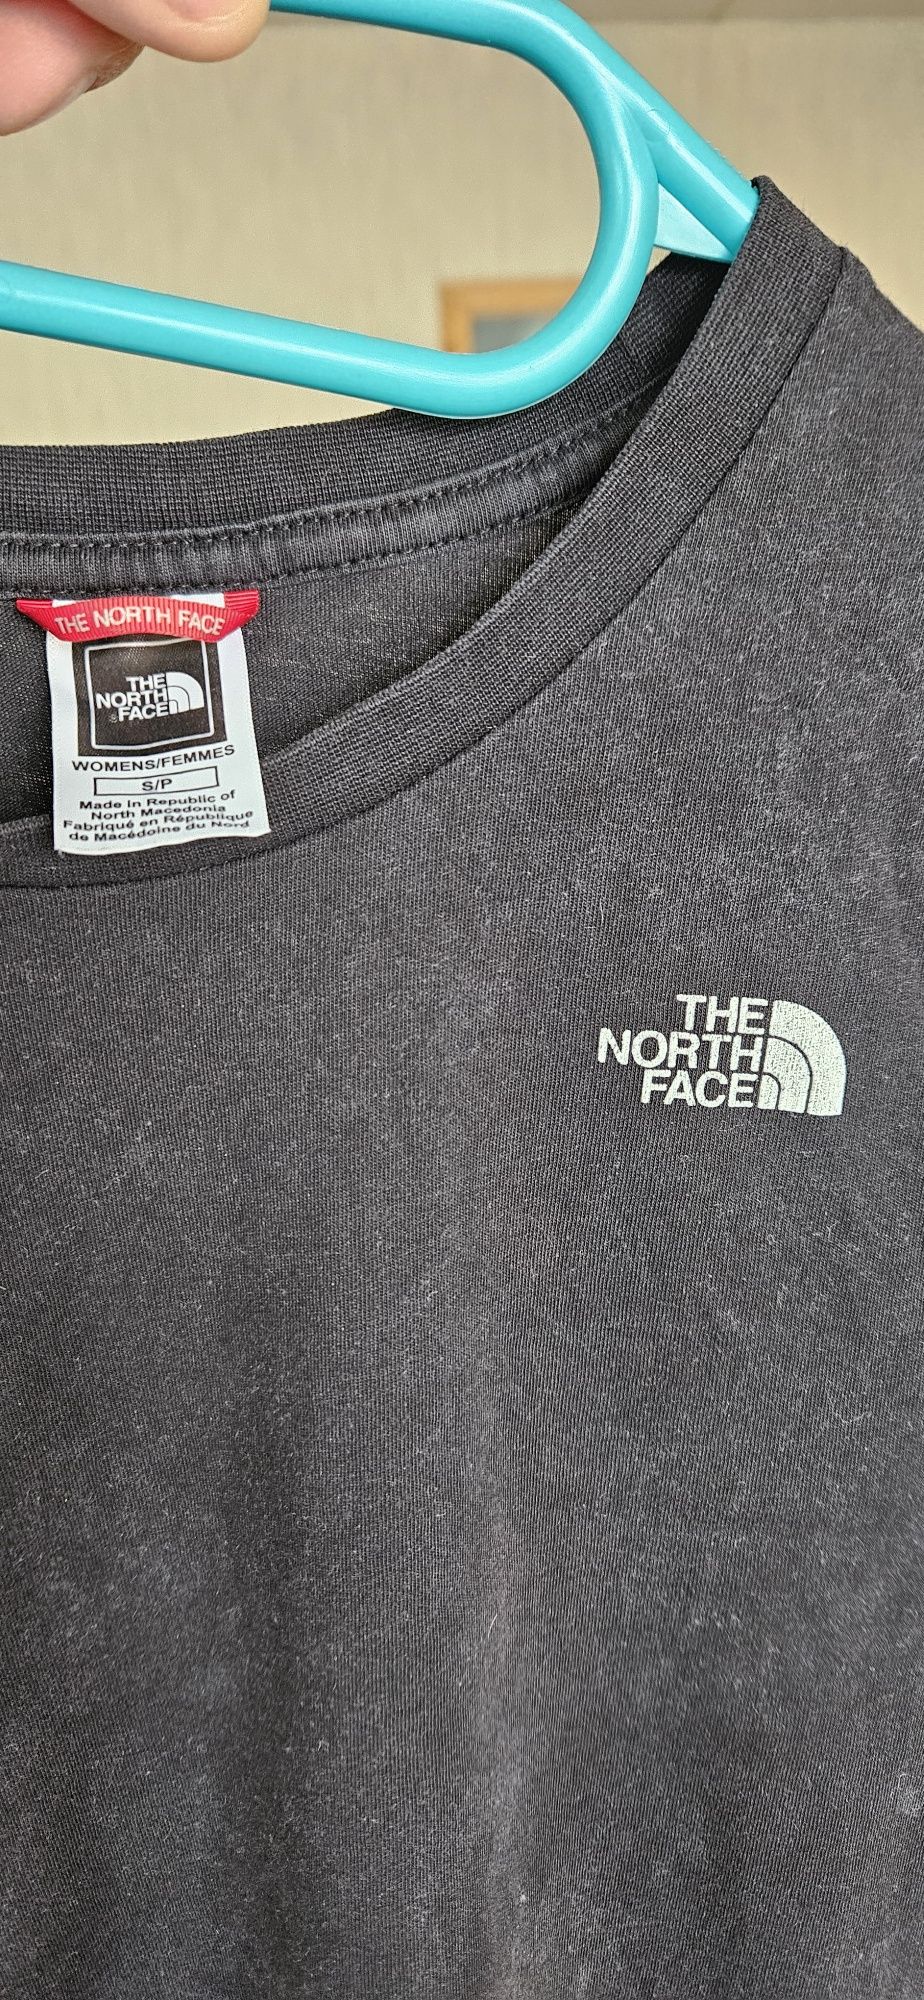 THE NORTH FACE
THE
NORTH
FACE
WOMENS/FEMMES
S/P
Made in Republic of
North Macedonia
Fabriqué en République
de Macédoine du Nord
THE
NORTH
FACE